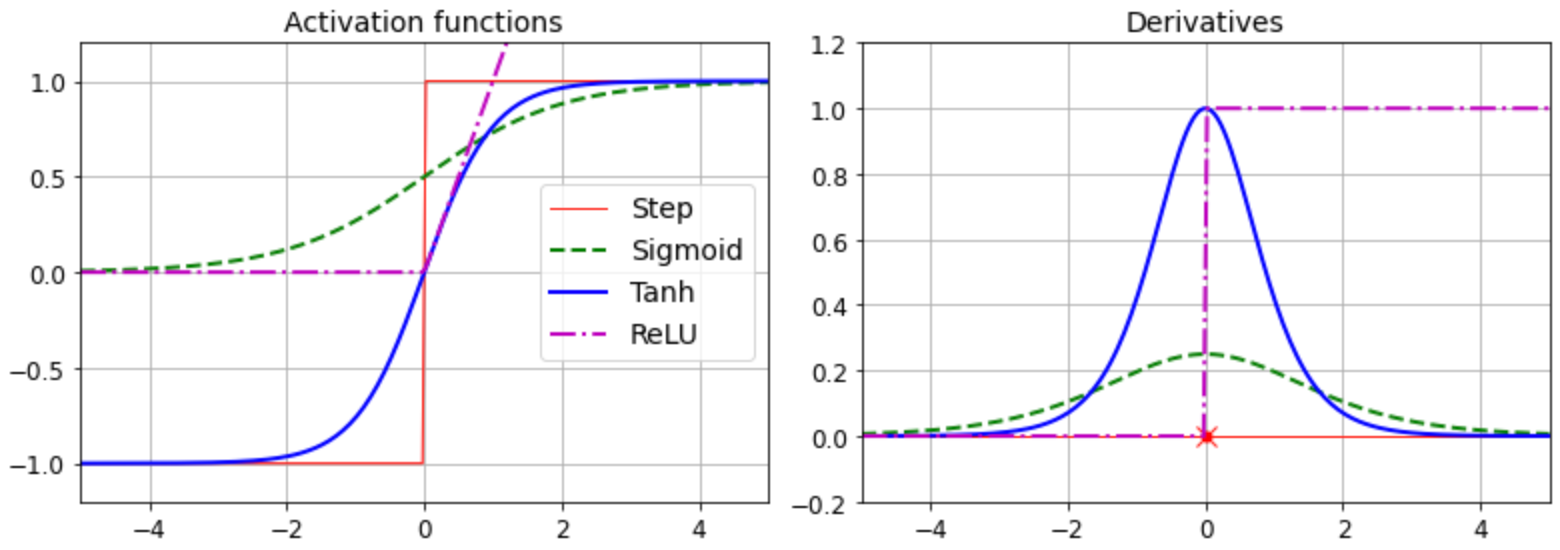 Activation functions
1.0
0.5
0.0
−0.5
−1.0
−4 −2 0 2 4
Step
Sigmoid
Tanh
ReLU
Derivatives
1.2
1.0
0.8
0.6
0.4
0.2
0.0
−0.2
−4 −2 0 2 4